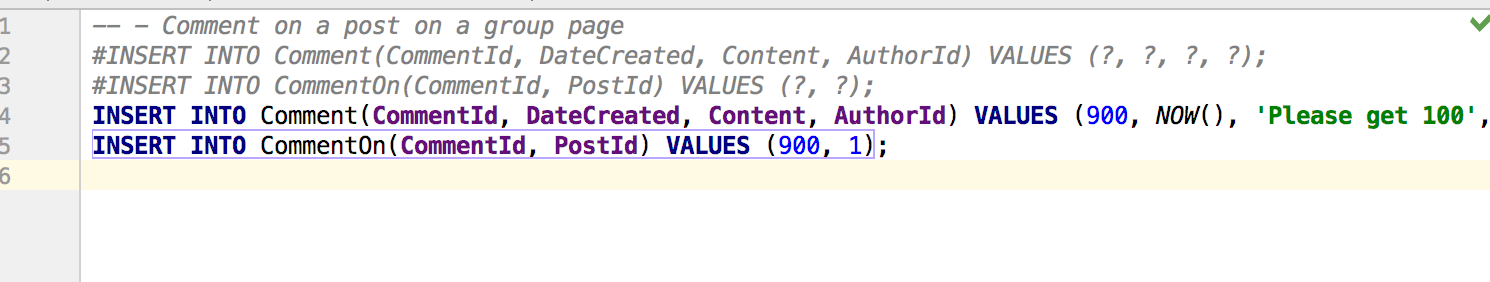 1 -- - Comment on a post on a group page
2 #INSERT INTO Comment(CommentId, DateCreated, Content, AuthorId) VALUES (?, ?, ?, ?);
3 #INSERT INTO CommentOn(CommentId, PostId) VALUES (?, ?);
4 INSERT INTO Comment(CommentId, DateCreated, Content, AuthorId) VALUES (900, NOW(), 'Please get 100',
5 INSERT INTO CommentOn(CommentId, PostId) VALUES (900, 1);
6